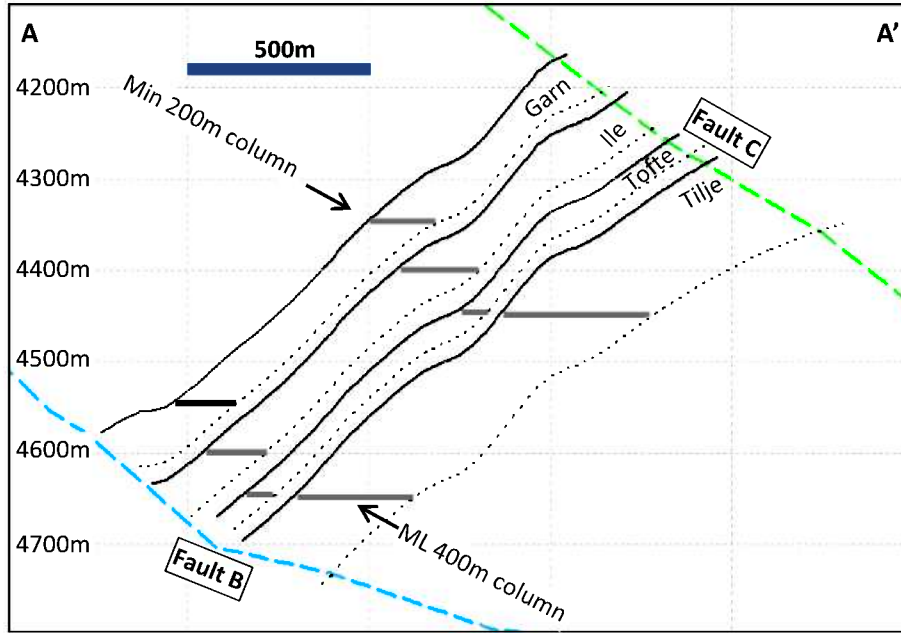 A
A’
500m
4200m
Min 200m column
Garn
Ile
Tofte
Tilje
Fault C
4300m
4400m
4500m
4600m
4700m
Fault B
ML 400m column